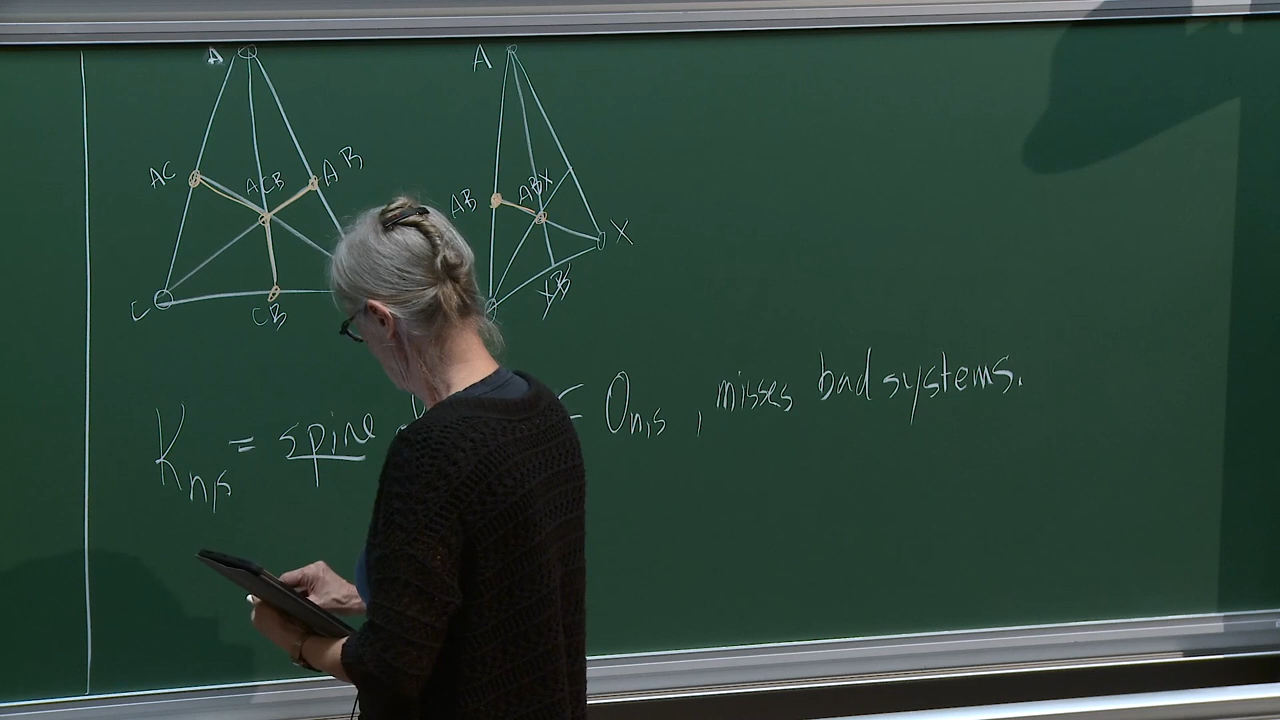 A
A
AC
ACB
AB
AB
ABX
X
C
CB
XB
K_{n,s} = spine
O_{n,s} , misses bad systems.